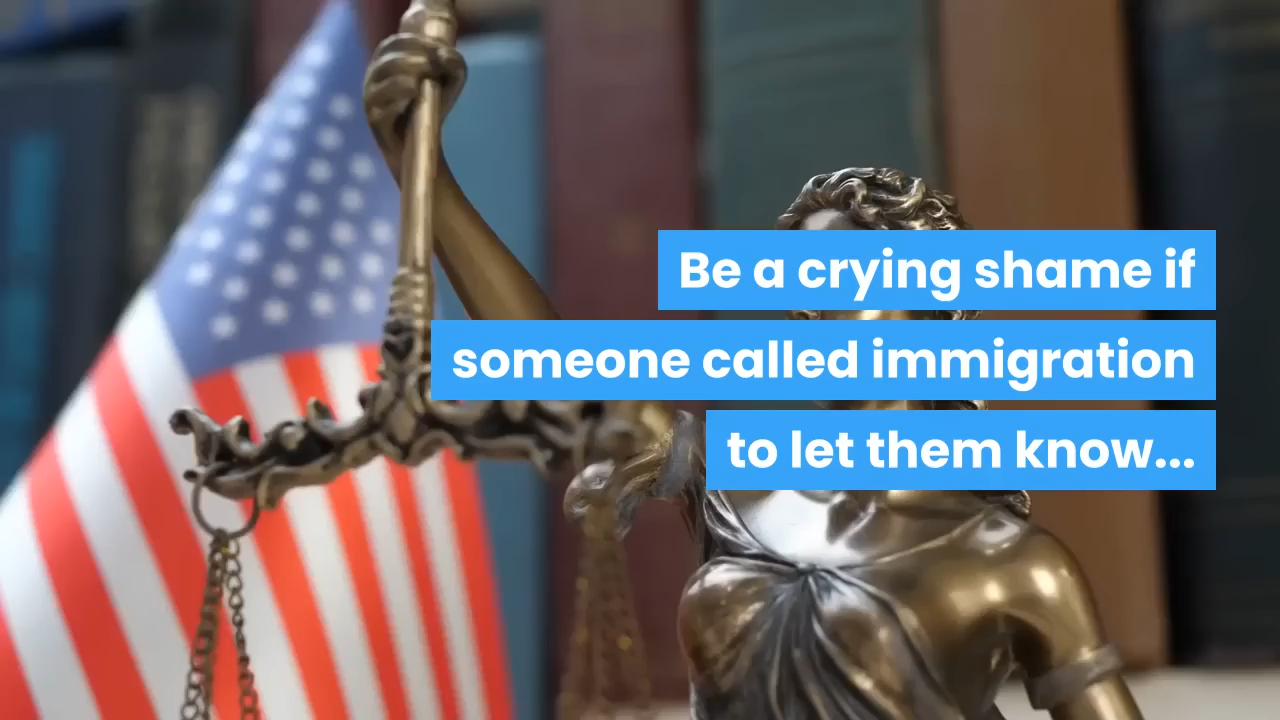 Be a crying shame if
someone called immigration
to let them know...